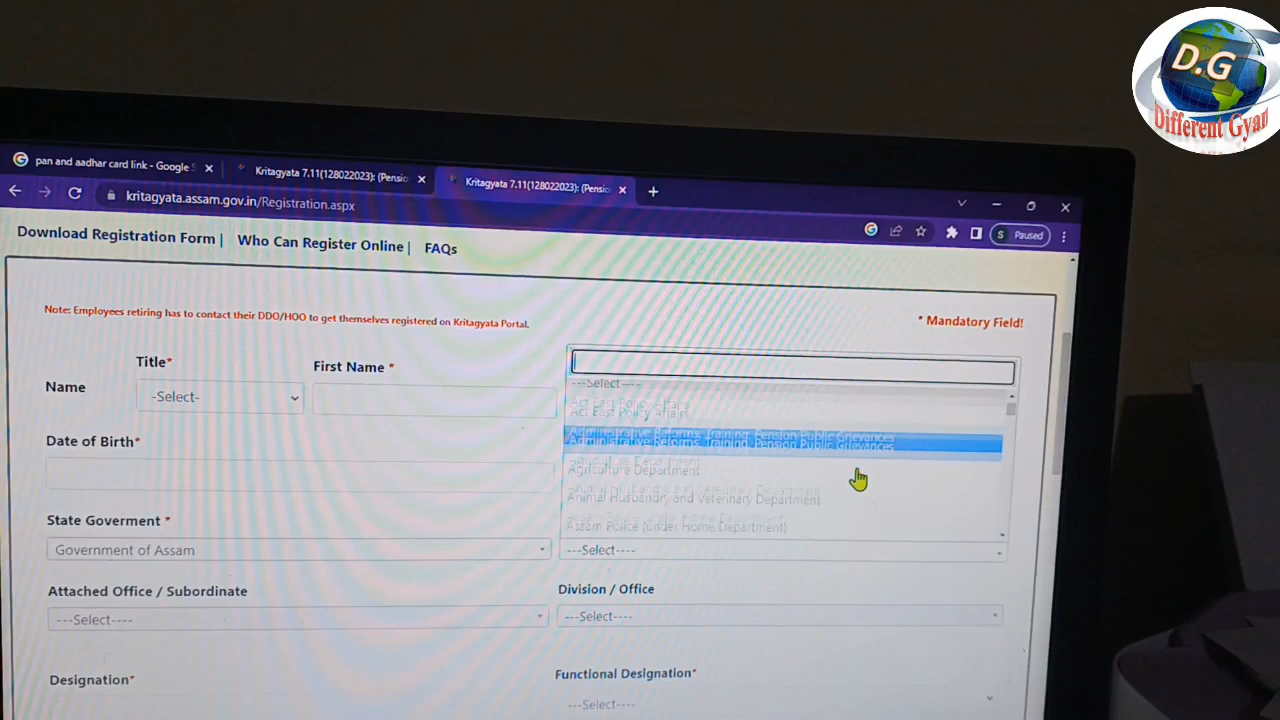 D.G
Different Gyan
pan and aadhar card link - Google S
Kritagyata 7.11(128022023): (Pensio
Kritagyata 7.11(128022023): (Pensio
kritagyata.assam.gov.in/Registration.aspx
S Paused
Download Registration Form | Who Can Register Online | FAQs
Note: Employees retiring has to contact their DDO/HOO to get themselves registered on Kritagyata Portal.
* Mandatory Field!
Title*
First Name *
Name
-Select-
---Select----
Act East Policy Affairs
Administrative Reforms Training, Pension Public Grievances
Agriculture Department
Animal Husbandry and Veterinary Department
Assam Police (under Home Department)
Date of Birth*
State Goverment *
Government of Assam
---Select----
Attached Office / Subordinate
Division / Office
---Select----
---Select----
Designation*
Functional Designation*
---Select----